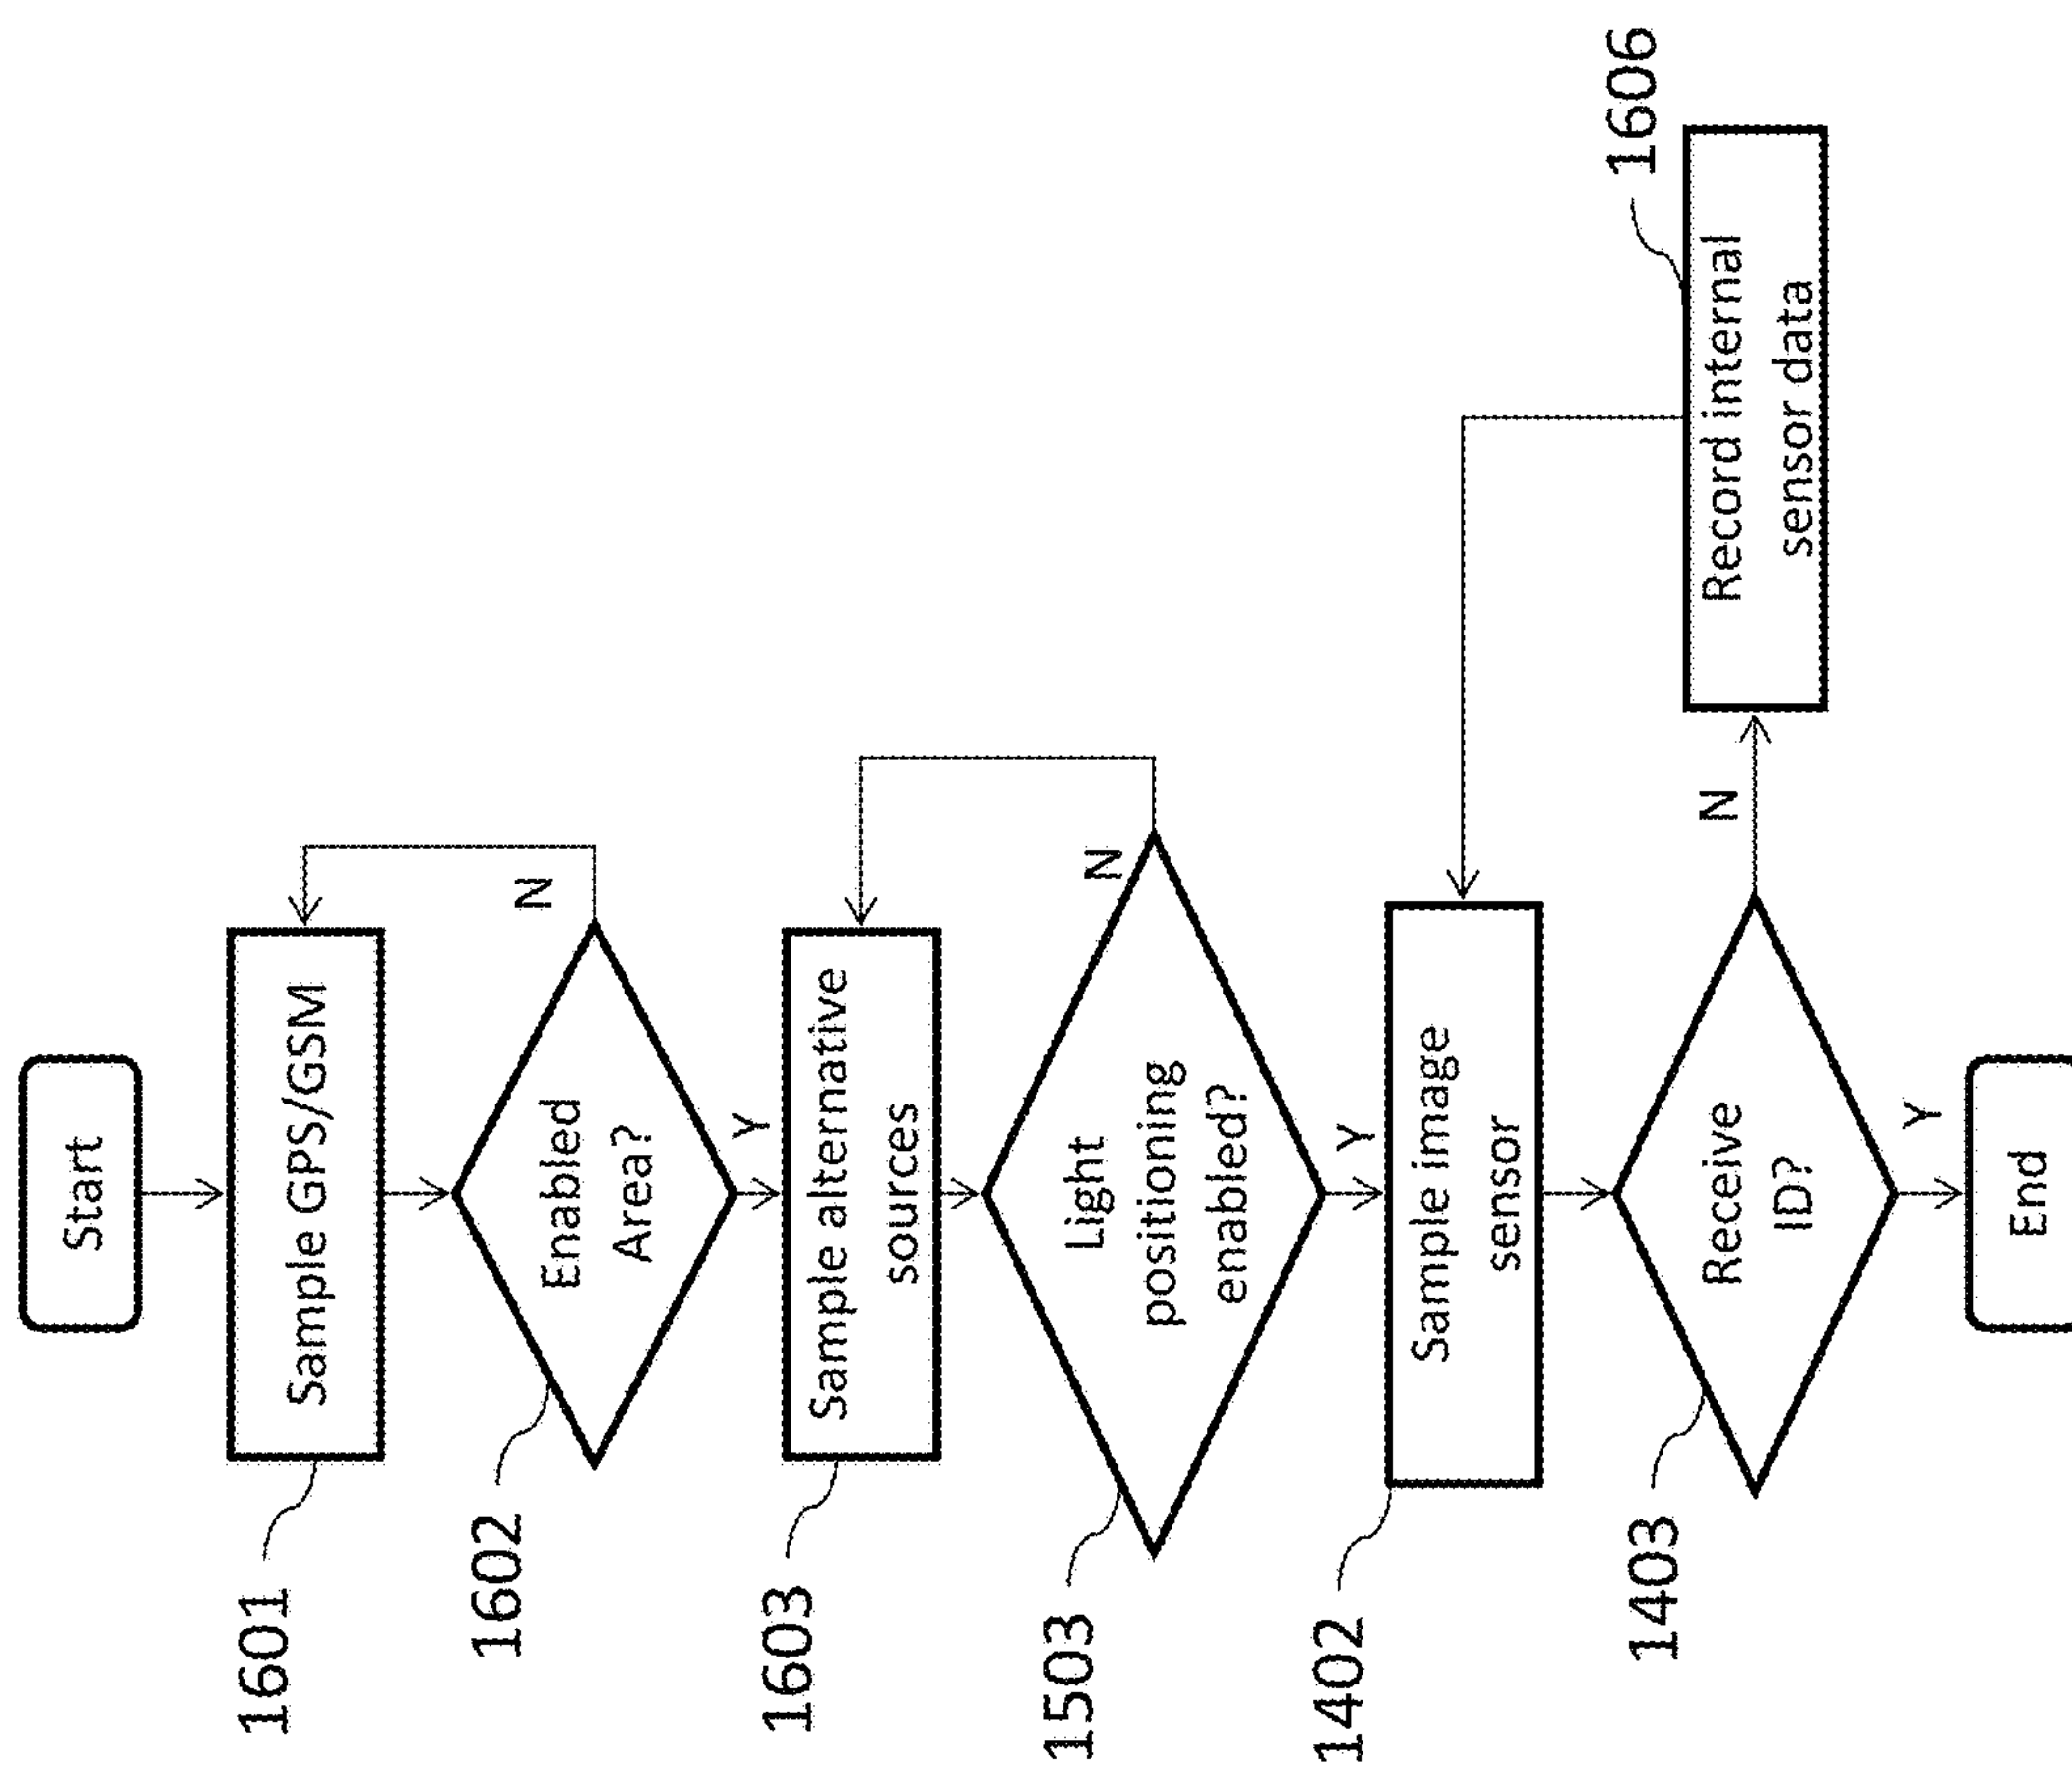 Start
1601
Sample GPS/GSM
1602
Enabled
Area?
N
Y
1603
Sample alternative
sources
1503
Light
positioning
enabled?
N
Y
1402
Sample image
sensor
1403
Receive
ID?
N
1606
Record internal
sensor data
Y
End